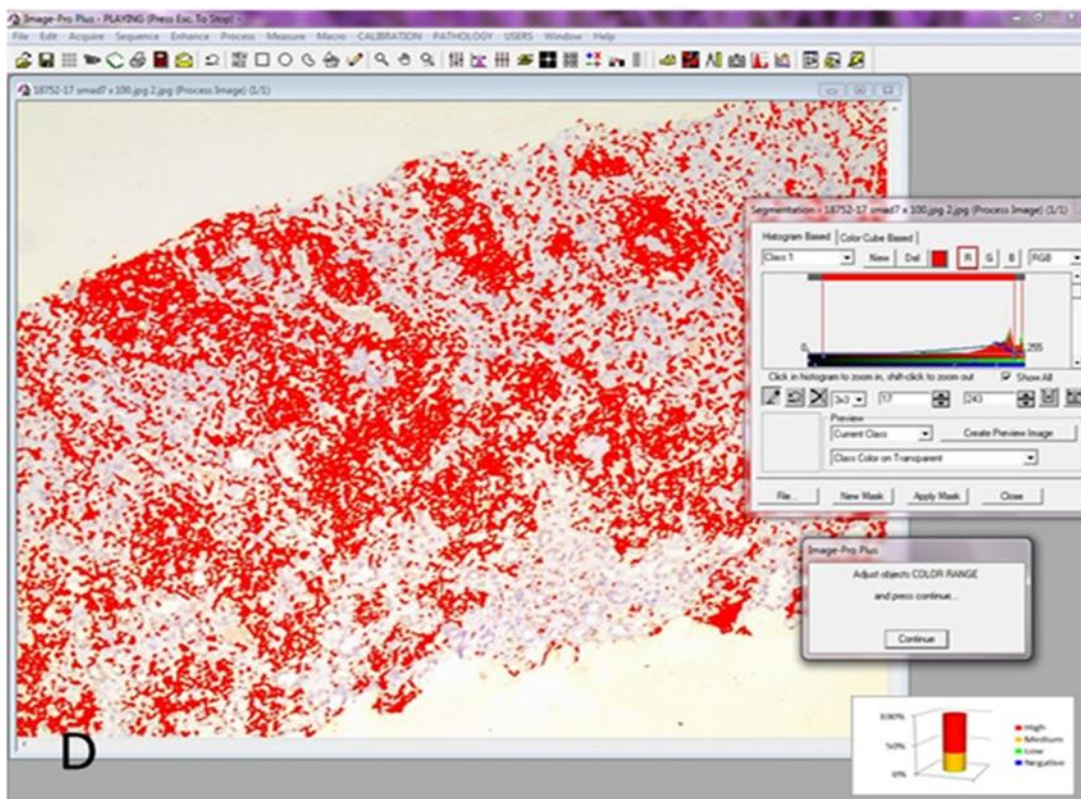 Image-Pro Plus - PLAYING (Press Esc. To Stop) -
File Edit Acquire Sequence Enhance Process Measure Macro CALIBRATION PATHOLOGY USERS Window Help
18752-17 smad7 x 100.jpg 2.jpg (Process Image) (1/1)
Segmentation - 18752-17 smad7 x 100.jpg 2.jpg (Process Image) (1/1)
Histogram Based Color Cube Based
Class 1 New Del R G B RGB
0 255
Click in histogram to zoom in, shift-click to zoom out Show All
3x3 17 243
Preview
Current Class Create Preview Image
Class Color on Transparent
File... New Mask Apply Mask Close
Image-Pro Plus
Adjust objects COLOR RANGE
and press continue...
Continue
100%
50%
0%
High
Medium
Low
Negative
D